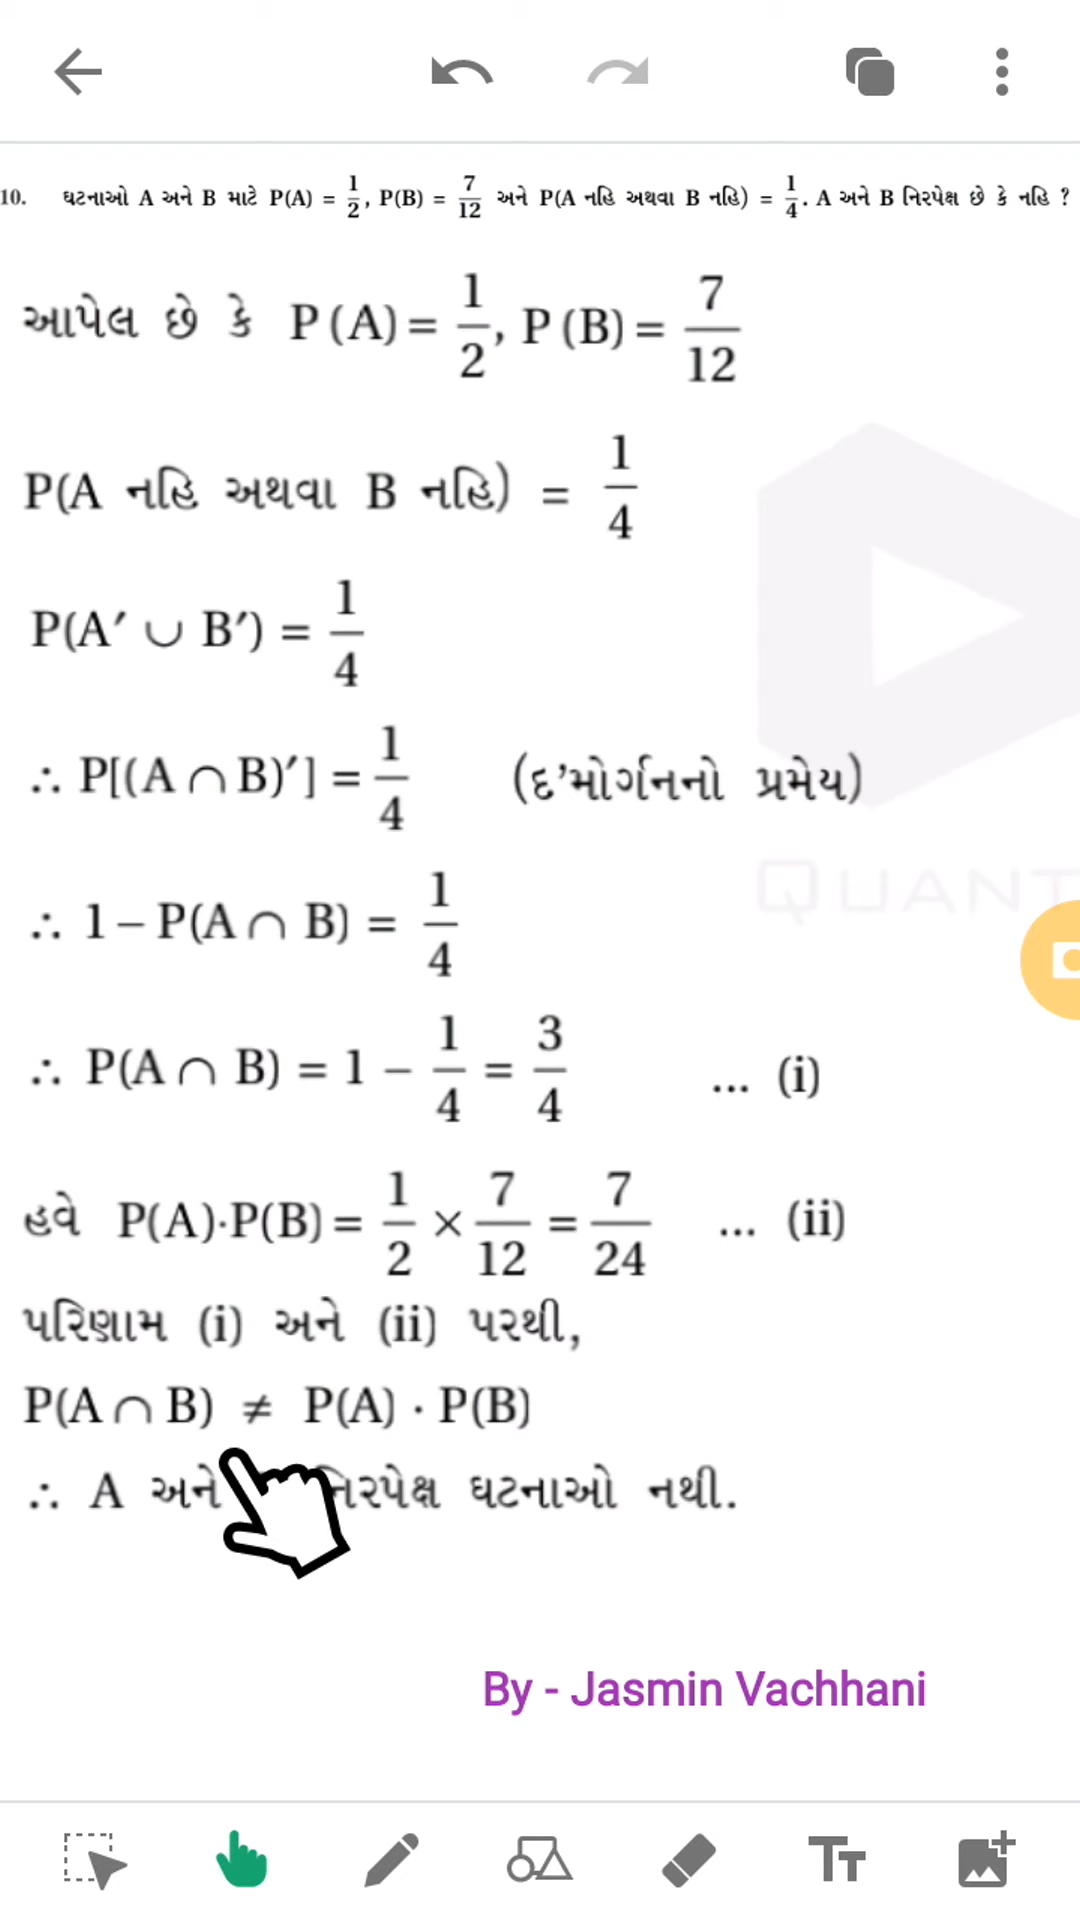 10. ઘટનાઓ A અને B માટે P(A) = 1/2, P(B) = 7/12 અને P(A નહિ અથવા B નહિ) = 1/4. A અને B નિરપેક્ષ છે કે નહિ ?
આપેલ છે કે P(A) = 1/2, P(B) = 7/12
P(A નહિ અથવા B નહિ) = 1/4
P(A′ ∪ B′) = 1/4
∴ P[(A ∩ B)′] = 1/4 (દ’મોર્ગનનો પ્રમેય)
QUANT
∴ 1 – P(A ∩ B) = 1/4
∴ P(A ∩ B) = 1 – 1/4 = 3/4 ... (i)
હવે P(A)·P(B) = 1/2 × 7/12 = 7/24 ... (ii)
પરિણામ (i) અને (ii) પરથી,
P(A ∩ B) ≠ P(A) · P(B)
∴ A અને નિરપેક્ષ ઘટનાઓ નથી.
By - Jasmin Vachhani
TT